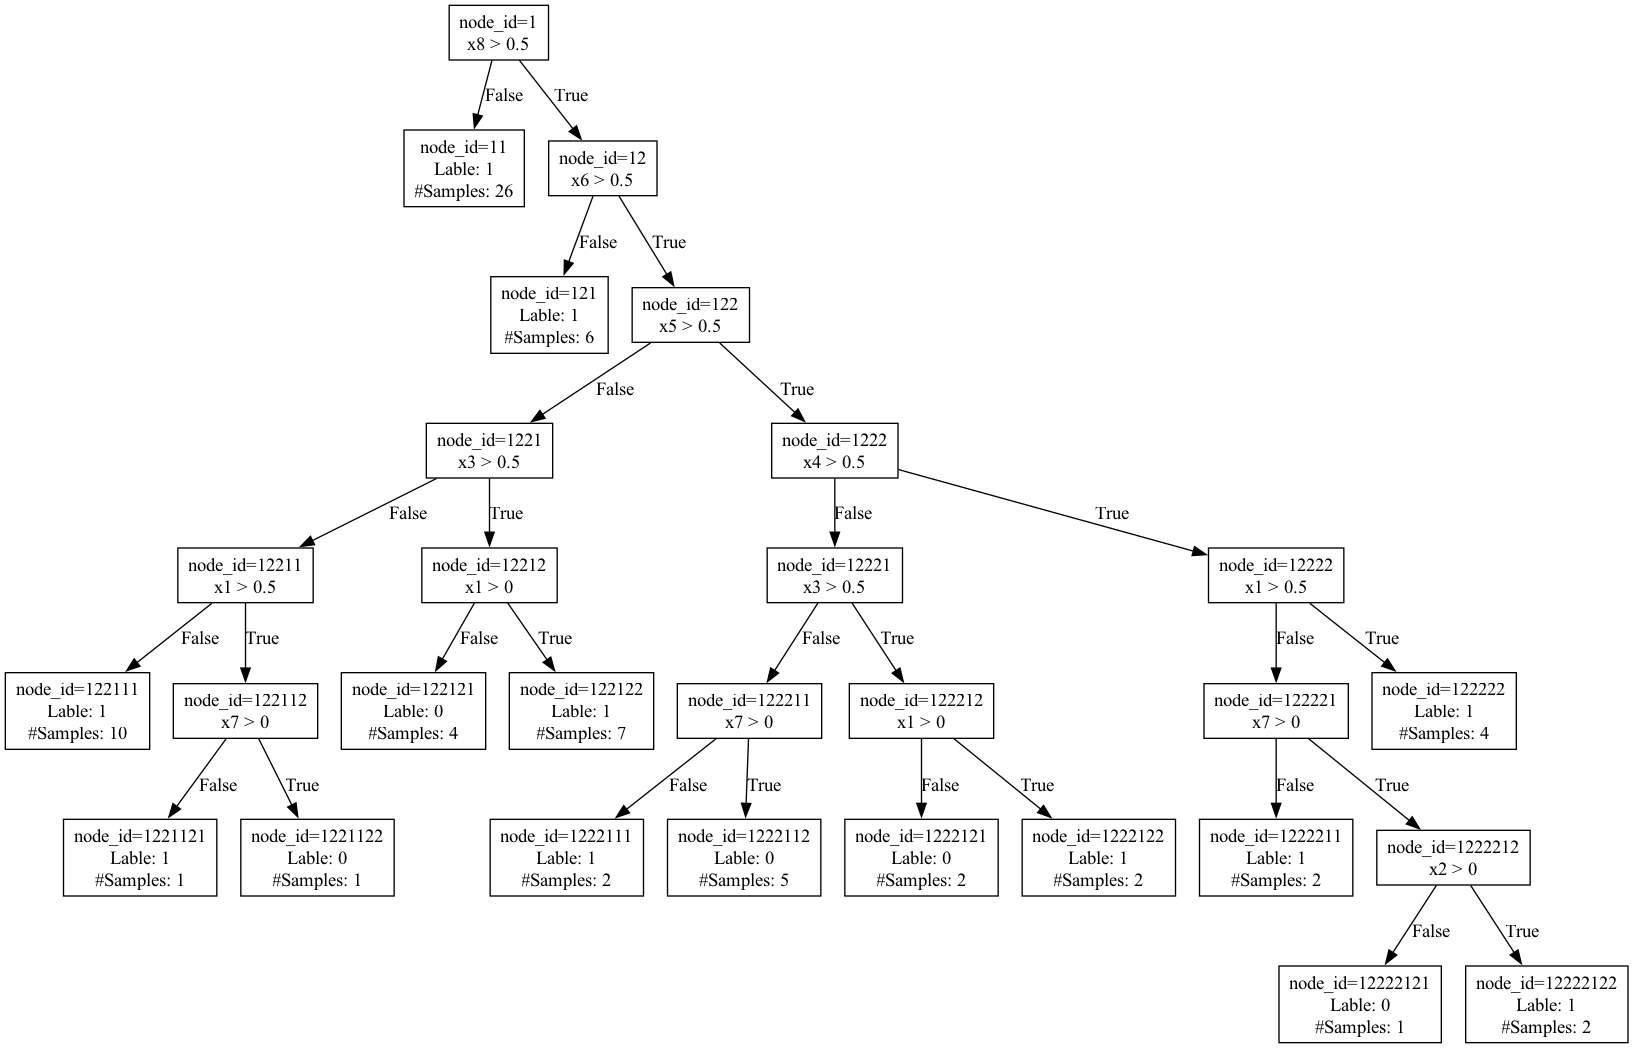 node_id=1
x8 > 0.5
False
True
node_id=11
Lable: 1
#Samples: 26
node_id=12
x6 > 0.5
False
True
node_id=121
Lable: 1
#Samples: 6
node_id=122
x5 > 0.5
False
True
node_id=1221
x3 > 0.5
node_id=1222
x4 > 0.5
False
True
False
True
node_id=12211
x1 > 0.5
node_id=12212
x1 > 0
node_id=12221
x3 > 0.5
node_id=12222
x1 > 0.5
False
True
False
True
False
True
False
True
node_id=122111
Lable: 1
#Samples: 10
node_id=122112
x7 > 0
node_id=122121
Lable: 0
#Samples: 4
node_id=122122
Lable: 1
#Samples: 7
node_id=122211
x7 > 0
node_id=122212
x1 > 0
node_id=122221
x7 > 0
node_id=122222
Lable: 1
#Samples: 4
False
True
False
True
False
True
False
True
node_id=1221121
Lable: 1
#Samples: 1
node_id=1221122
Lable: 0
#Samples: 1
node_id=1222111
Lable: 1
#Samples: 2
node_id=1222112
Lable: 0
#Samples: 5
node_id=1222121
Lable: 0
#Samples: 2
node_id=1222122
Lable: 1
#Samples: 2
node_id=1222211
Lable: 1
#Samples: 2
node_id=1222212
x2 > 0
False
True
node_id=12222121
Lable: 0
#Samples: 1
node_id=12222122
Lable: 1
#Samples: 2